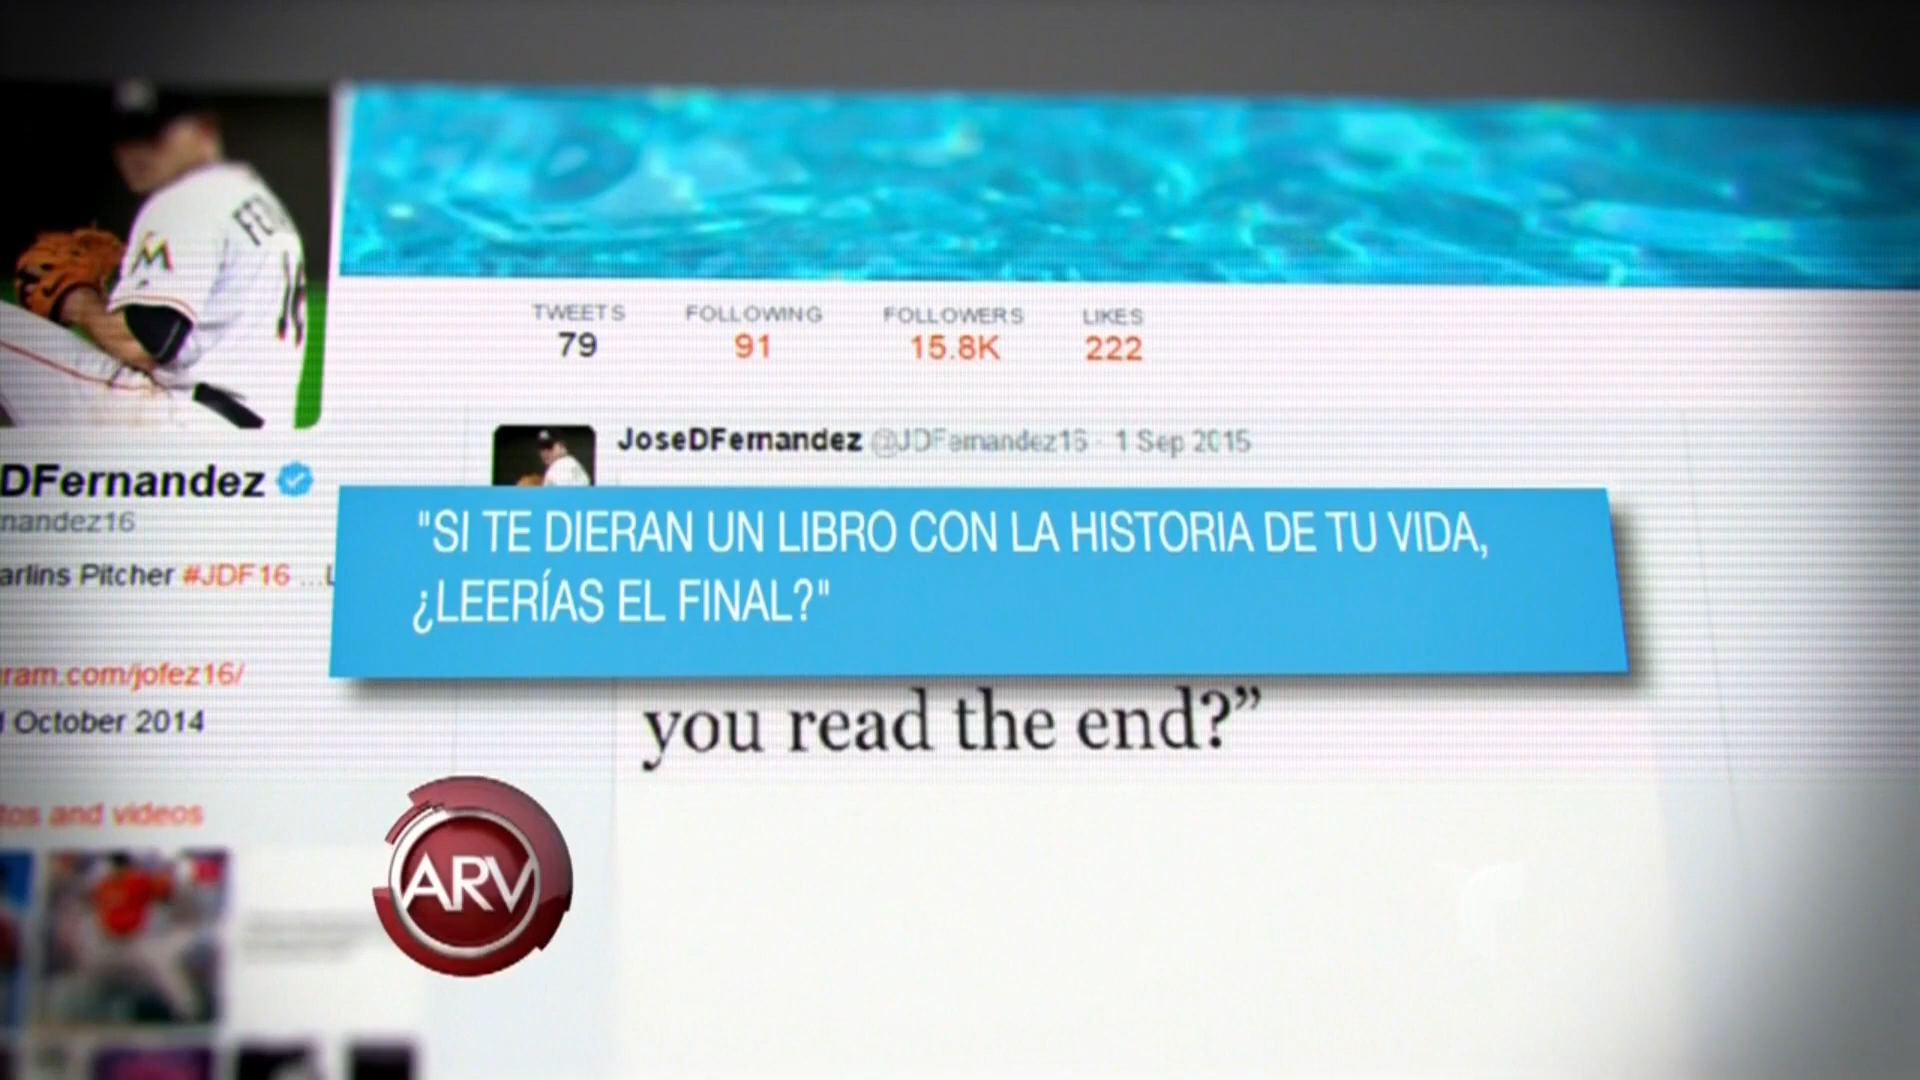 FE
16
TWEETS FOLLOWING FOLLOWERS LIKES
79 91 15.8K 222
JoseDFernandez @JDFernandez16 · 1 Sep 2015
DFernandez
nandez16
arlins Pitcher #JDF16 ...
ram.com/jofez16/
October 2014
tos and videos
"SI TE DIERAN UN LIBRO CON LA HISTORIA DE TU VIDA,
¿LEERÍAS EL FINAL?"
you read the end?”
ARV